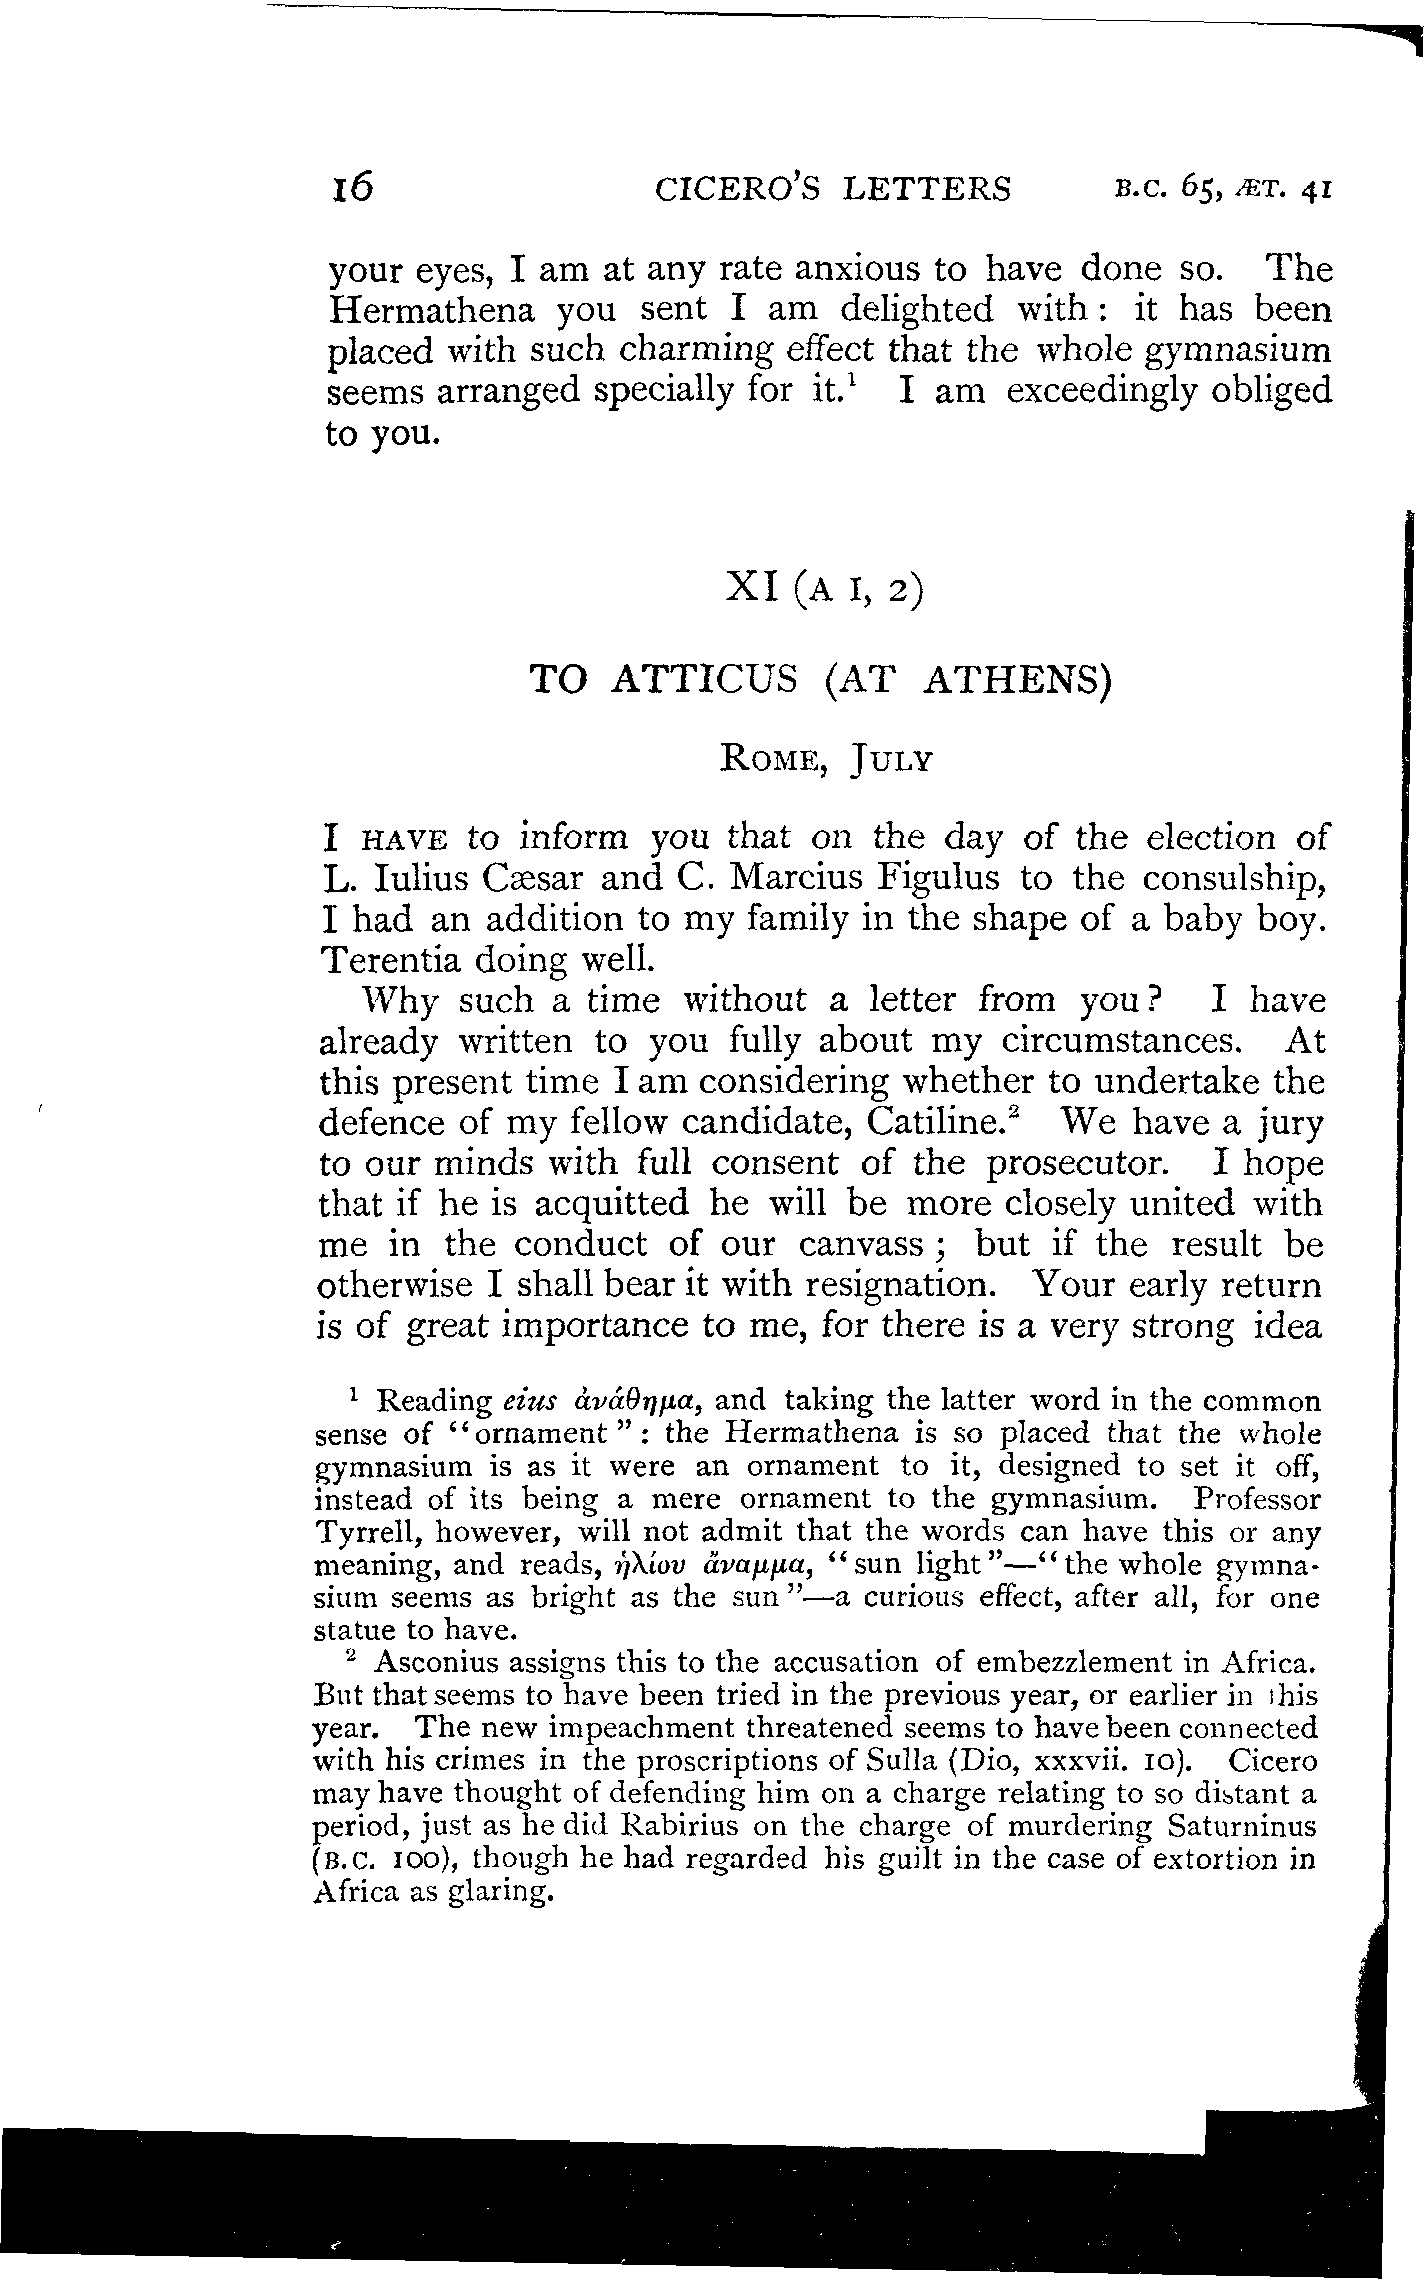 16 CICERO'S LETTERS B.C. 65, ÆT. 41
your eyes, I am at any rate anxious to have done so. The
Hermathena you sent I am delighted with : it has been
placed with such charming effect that the whole gymnasium
seems arranged specially for it.¹ I am exceedingly obliged
to you.
XI (A I, 2)
TO ATTICUS (AT ATHENS)
ROME, JULY
I HAVE to inform you that on the day of the election of
L. Iulius Cæsar and C. Marcius Figulus to the consulship,
I had an addition to my family in the shape of a baby boy.
Terentia doing well.
Why such a time without a letter from you? I have
already written to you fully about my circumstances. At
this present time I am considering whether to undertake the
defence of my fellow candidate, Catiline.² We have a jury
to our minds with full consent of the prosecutor. I hope
that if he is acquitted he will be more closely united with
me in the conduct of our canvass ; but if the result be
otherwise I shall bear it with resignation. Your early return
is of great importance to me, for there is a very strong idea
¹ Reading eius ἀνάθημα, and taking the latter word in the common
sense of "ornament" : the Hermathena is so placed that the whole
gymnasium is as it were an ornament to it, designed to set it off,
instead of its being a mere ornament to the gymnasium. Professor
Tyrrell, however, will not admit that the words can have this or any
meaning, and reads, ἡλίου ἄναμμα, "sun light"—"the whole gymna-
sium seems as bright as the sun"—a curious effect, after all, for one
statue to have.
² Asconius assigns this to the accusation of embezzlement in Africa.
But that seems to have been tried in the previous year, or earlier in this
year. The new impeachment threatened seems to have been connected
with his crimes in the proscriptions of Sulla (Dio, xxxvii. 10). Cicero
may have thought of defending him on a charge relating to so distant a
period, just as he did Rabirius on the charge of murdering Saturninus
(B.C. 100), though he had regarded his guilt in the case of extortion in
Africa as glaring.